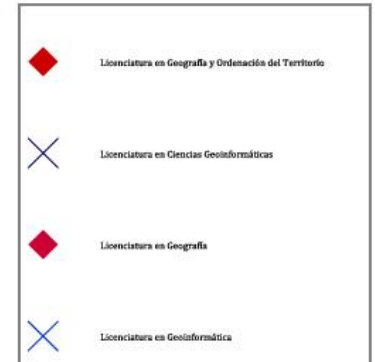 Licenciatura en Geografía y Ordenación del Territorio
Licenciatura en Ciencias Geoinformáticas
Licenciatura en Geografía
Licenciatura en Geoinformática